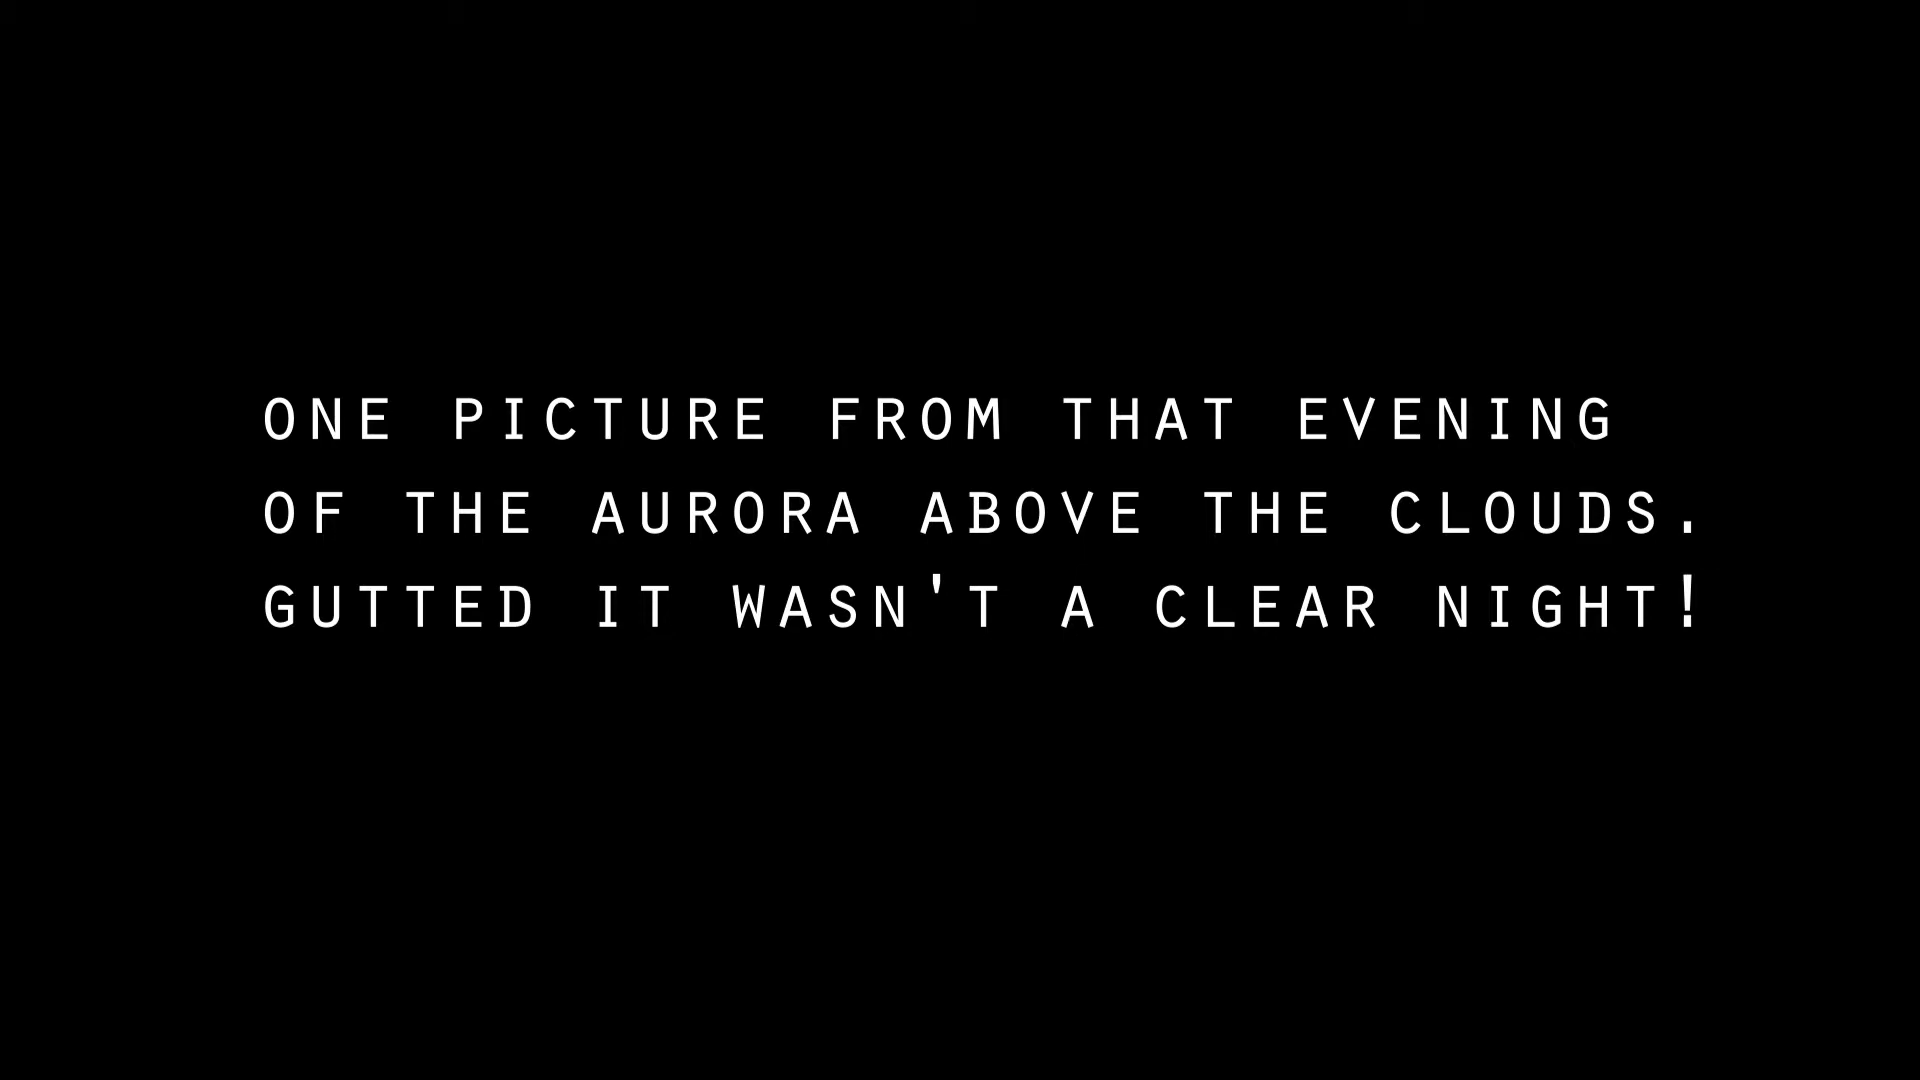 ONE PICTURE FROM THAT EVENING
OF THE AURORA ABOVE THE CLOUDS.
GUTTED IT WASN'T A CLEAR NIGHT!